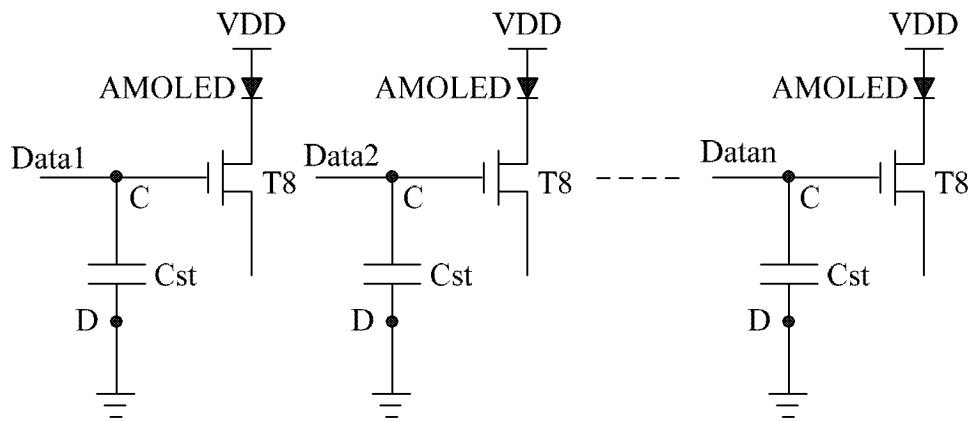 VDD VDD VDD
AMOLED AMOLED AMOLED
Data1 Data2 Datan
T8 T8 T8
C C C
Cst Cst Cst
D D D